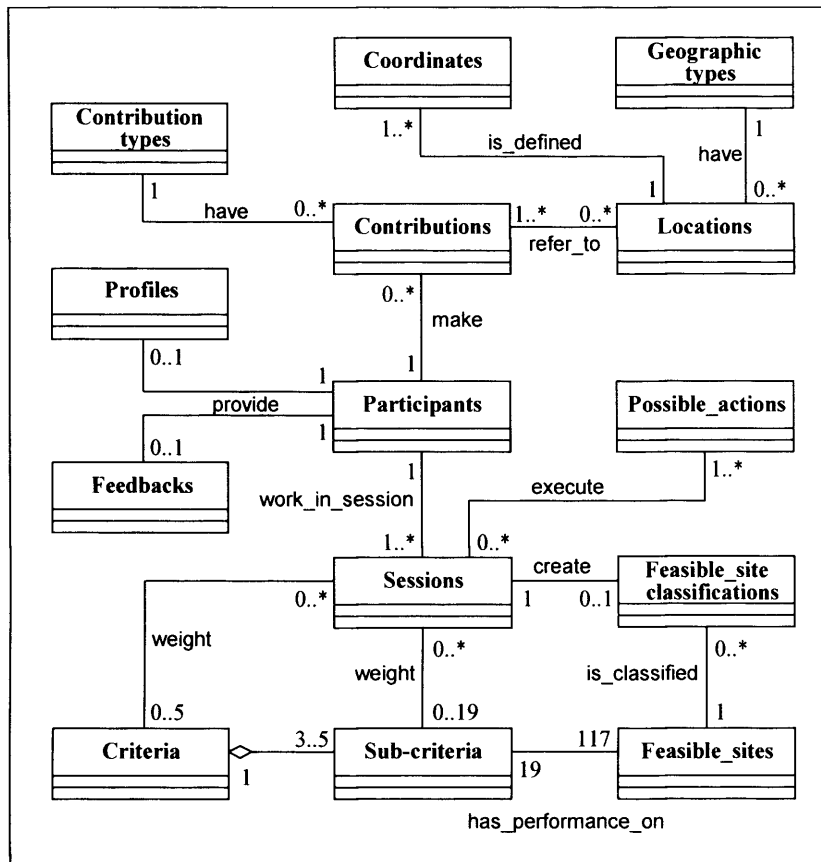 Coordinates
Geographic
types
Contribution
types
1..*
is_defined
1
have
1
have
0..*
1
0..*
Contributions
1..*
0..*
refer_to
Locations
Profiles
0..*
make
0..1
1
1
provide
Participants
Possible_actions
1
0..1
Feedbacks
1
work_in_session
execute
1..*
1..*
0..*
Sessions
0..*
create
1
0..1
Feasible_site
classifications
weight
0..*
weight
0..*
is_classified
0..5
0..19
1
Criteria
1
3..5
Sub-criteria
19
117
Feasible_sites
has_performance_on